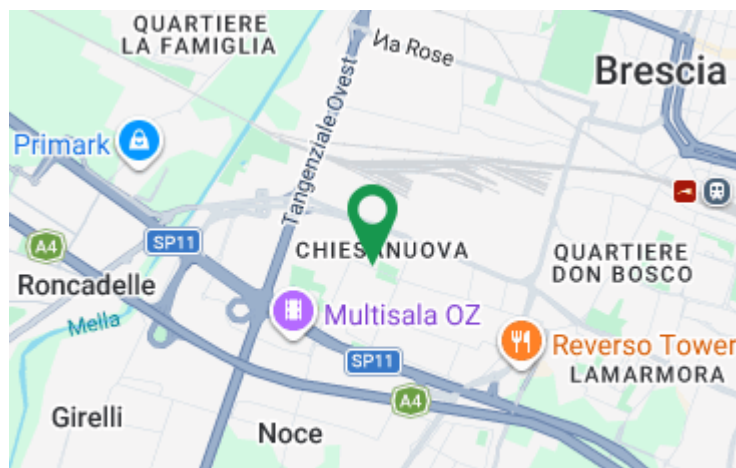 QUARTIERE
LA FAMIGLIA
Via Rose
Brescia
Primark
Tangenziale Ovest
A4
SP11
CHIESANUOVA
QUARTIERE
DON BOSCO
Roncadelle
Mella
Multisala OZ
Reverso Tower
SP11
LAMARMORA
A4
Girelli
Noce